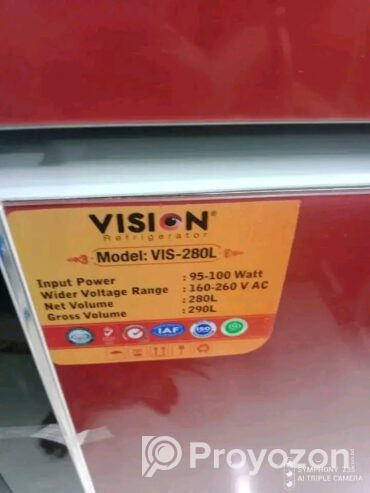 VISION®
Refrigerator
Model: VIS-280L
Input Power : 95-100 Watt
Wider Voltage Range : 160-260 V AC
Net Volume : 280L
Gross Volume : 290L
IAF ISO
Proyozon
SYMPHONY Z35
AI TRIPLE CAMERA